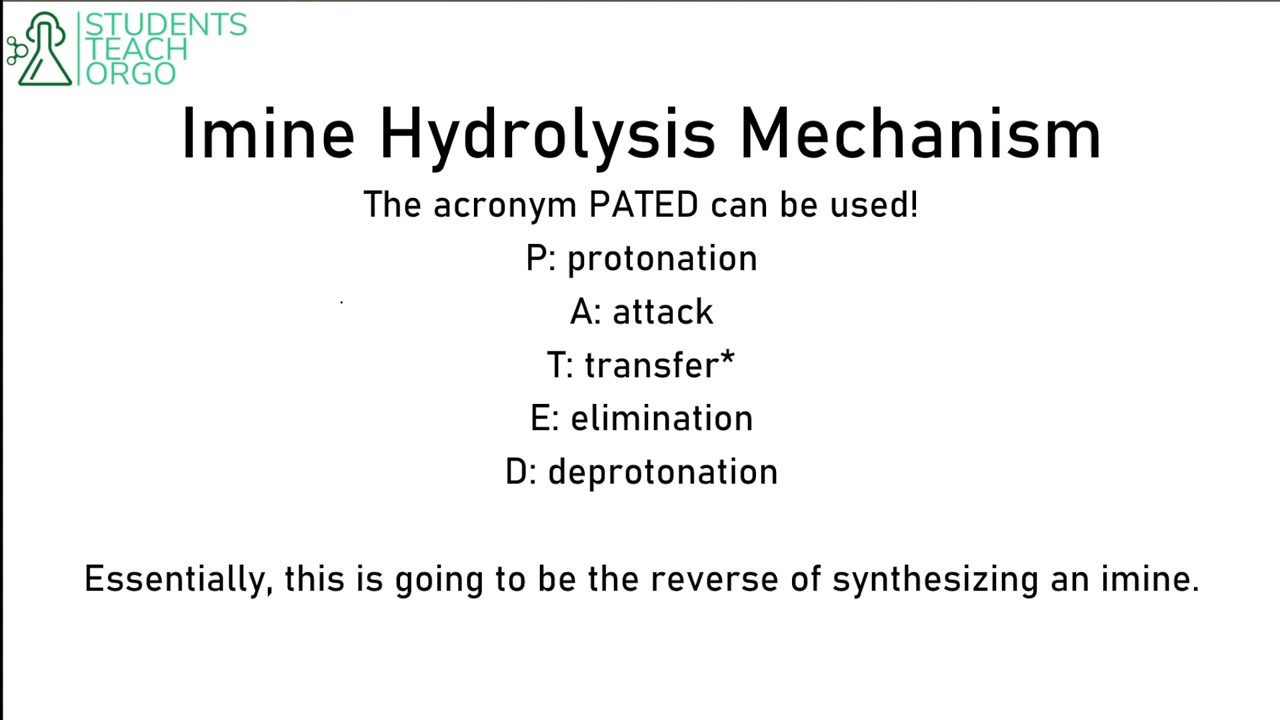 STUDENTS
TEACH
ORGO
Imine Hydrolysis Mechanism
The acronym PATED can be used!
P: protonation
A: attack
T: transfer*
E: elimination
D: deprotonation
Essentially, this is going to be the reverse of synthesizing an imine.